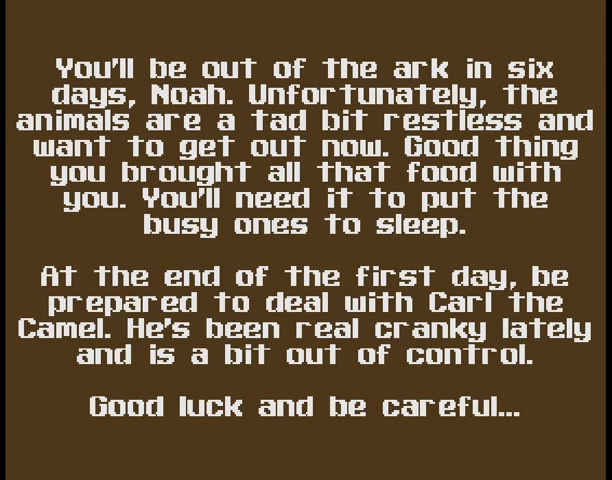 You'll be out of the ark in six
days, Noah. Unfortunately, the
animals are a tad bit restless and
want to get out now. Good thing
you brought all that food with
you. You'll need it to put the
busy ones to sleep.
At the end of the first day, be
prepared to deal with Carl the
Camel. He's been real cranky lately
and is a bit out of control.
Good luck and be careful...